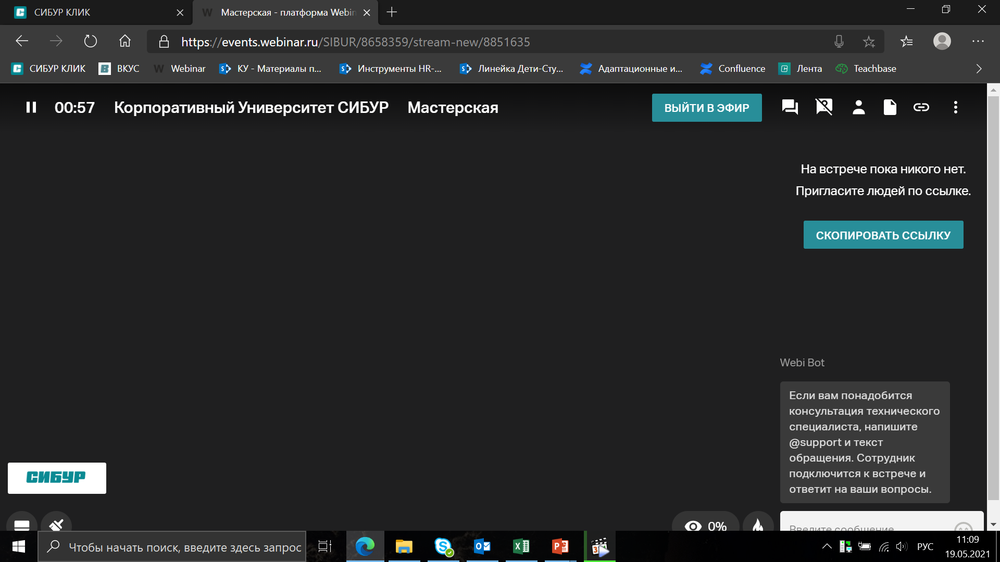 СИБУР КЛИК
Мастерская - платформа Webin
https://events.webinar.ru/SIBUR/8658359/stream-new/8851635
СИБУР КЛИК ВКУС Webinar КУ - Материалы п... Инструменты HR-... Линейка Дети-Сту... Адаптационные и... Confluence Лента Teachbase
00:57 Корпоративный Университет СИБУР Мастерская ВЫЙТИ В ЭФИР
На встрече пока никого нет.
Пригласите людей по ссылке.
СКОПИРОВАТЬ ССЫЛКУ
Webi Bot
Если вам понадобится
консультация технического
специалиста, напишите
@support и текст
обращения. Сотрудник
подключится к встрече и
ответит на ваши вопросы.
СИБУР
0%
Введите сообщение
Чтобы начать поиск, введите здесь запрос
РУС
11:09
19.05.2021